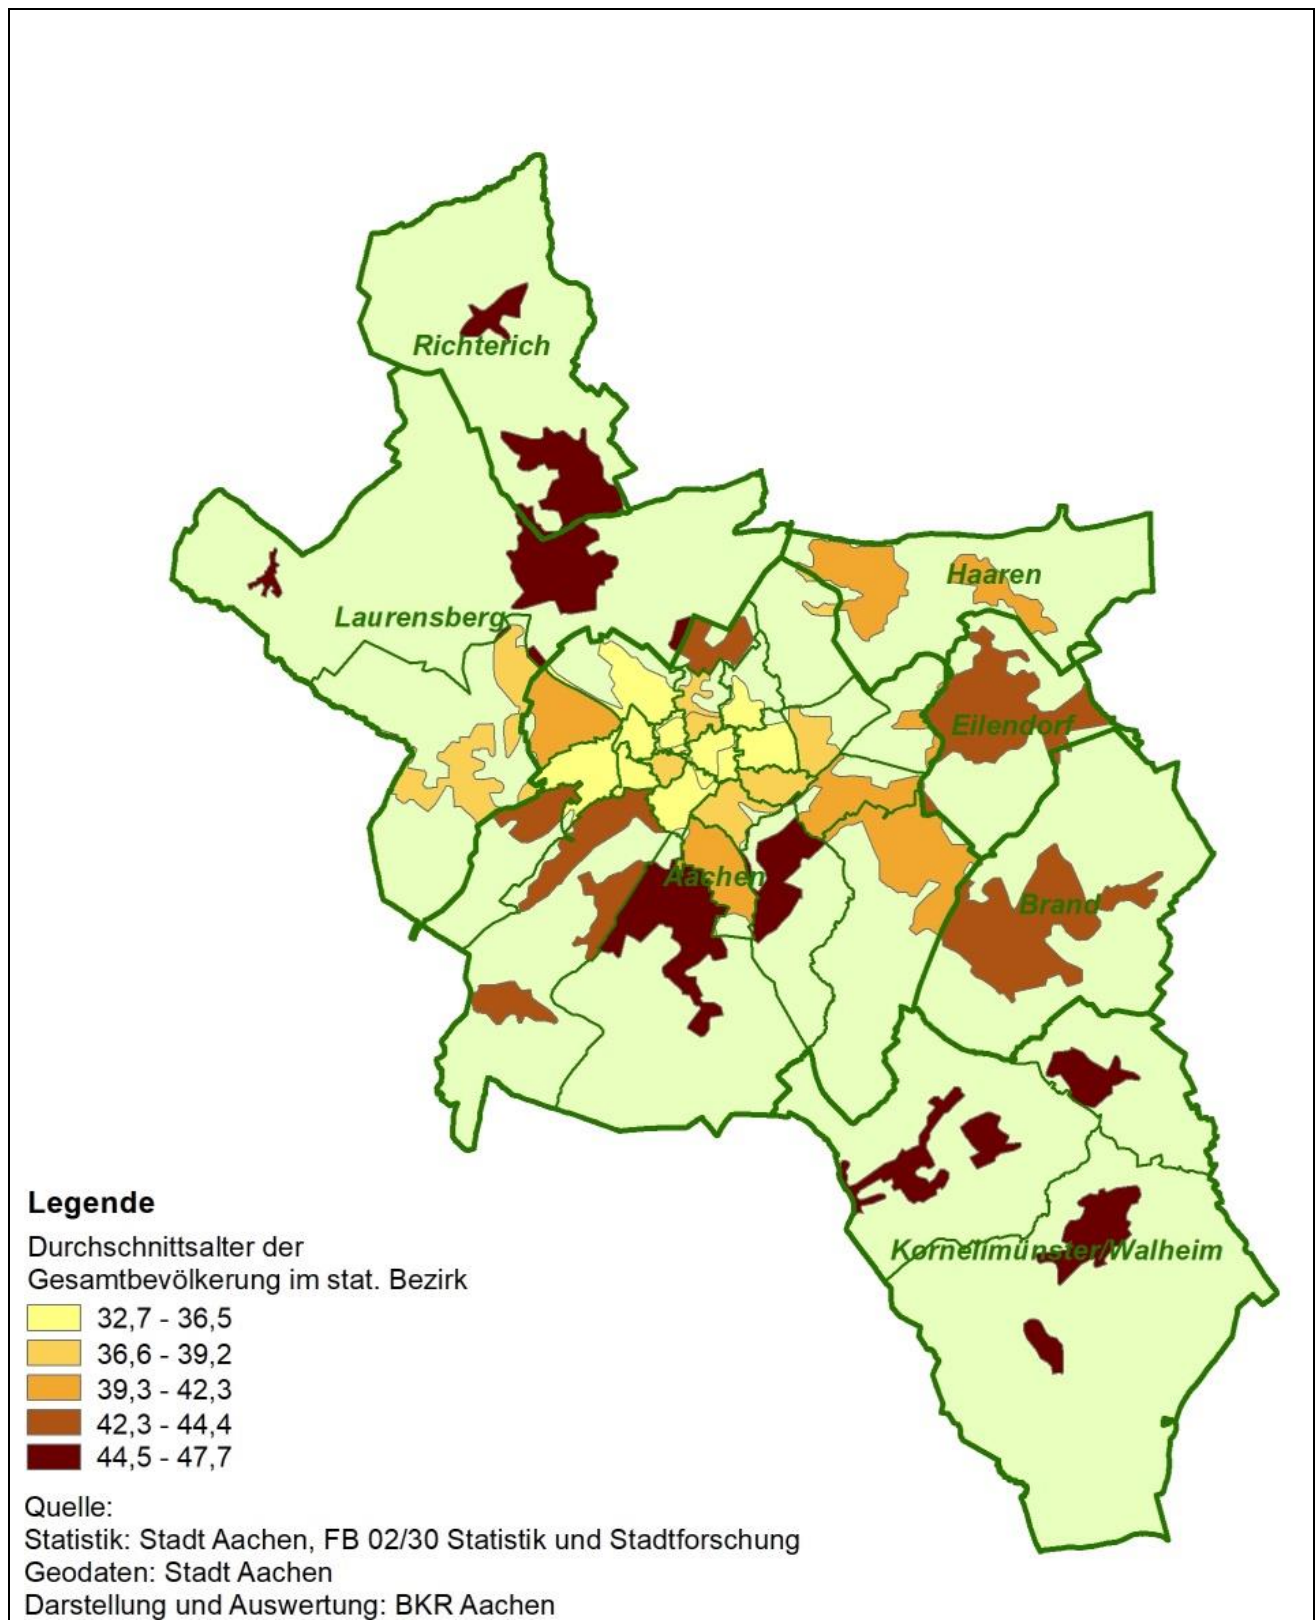 Richterich
Laurensberg
Haaren
Eilendorf
Aachen
Brand
Kornelimünster/Walheim
Legende
Durchschnittsalter der
Gesamtbevölkerung im stat. Bezirk
32,7 - 36,5
36,6 - 39,2
39,3 - 42,3
42,3 - 44,4
44,5 - 47,7
Quelle:
Statistik: Stadt Aachen, FB 02/30 Statistik und Stadtforschung
Geodaten: Stadt Aachen
Darstellung und Auswertung: BKR Aachen